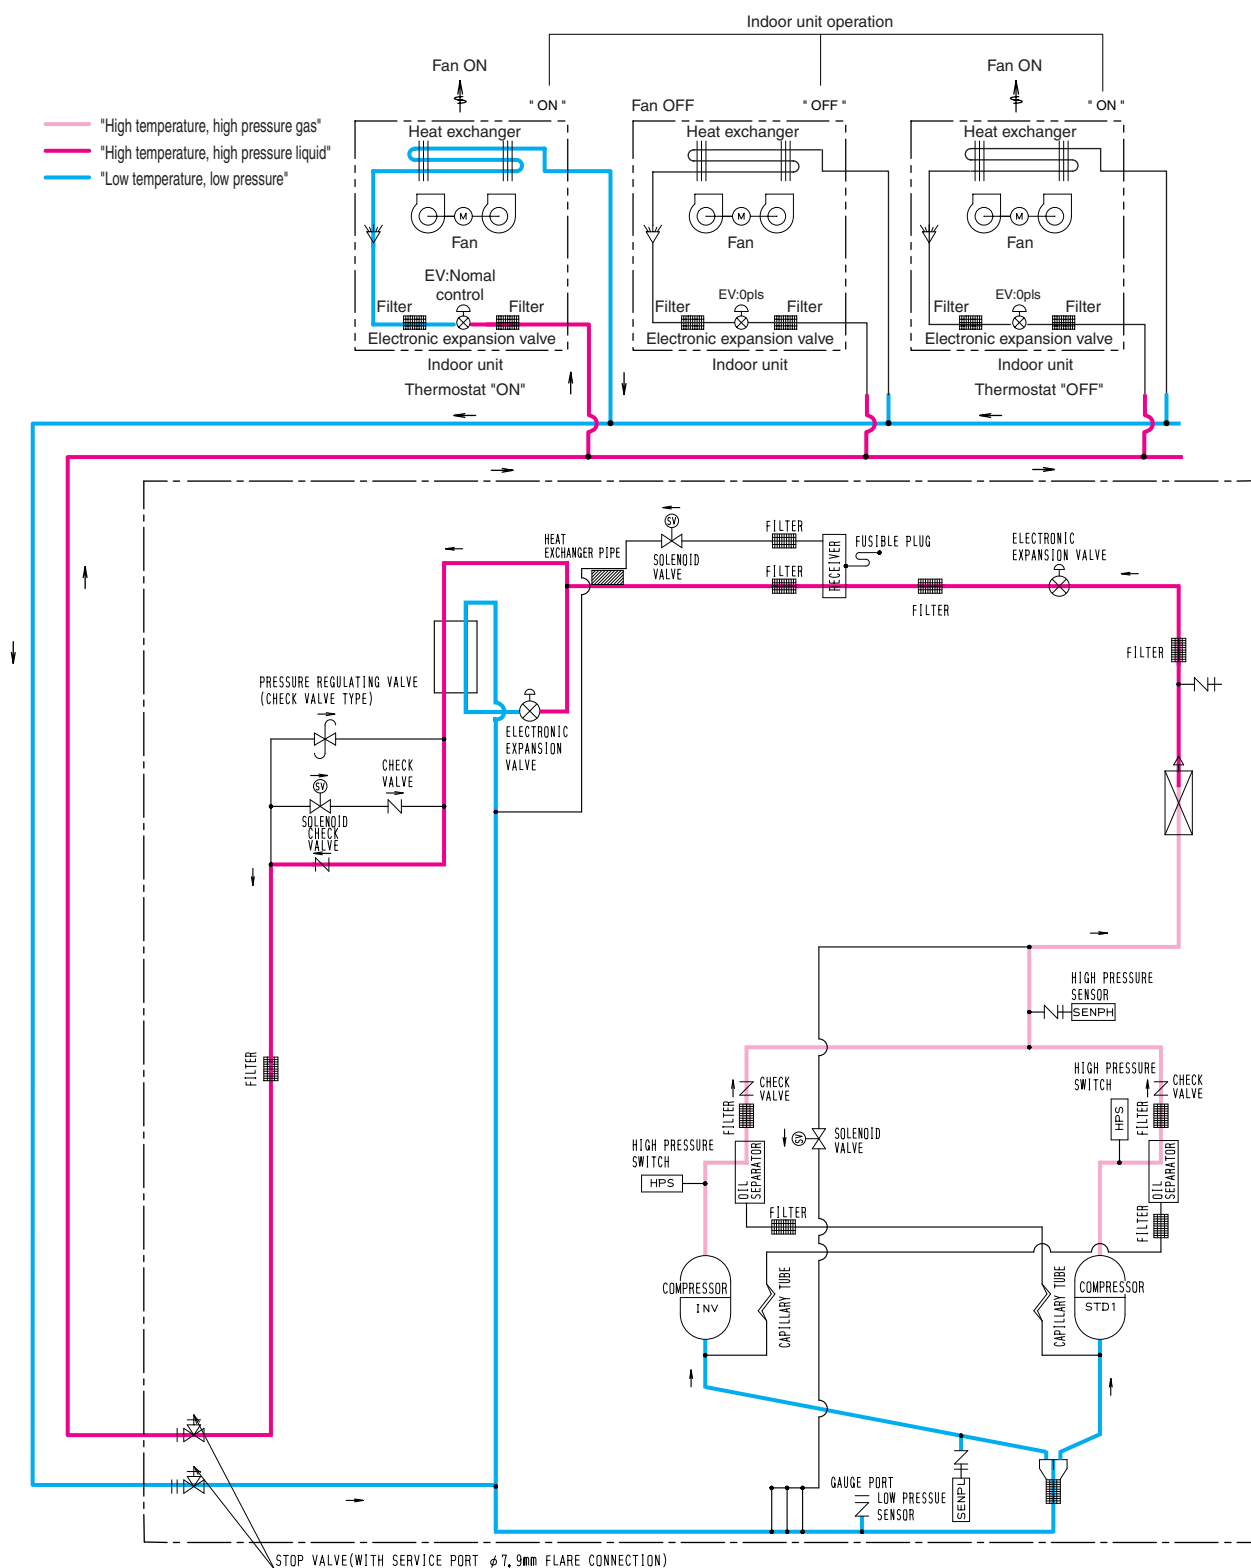 Indoor unit operation
Fan ON
Fan ON
" ON "
Fan OFF
" OFF "
" ON "
"High temperature, high pressure gas"
"High temperature, high pressure liquid"
"Low temperature, low pressure"
Heat exchanger
Heat exchanger
Heat exchanger
M
M
M
Fan
Fan
Fan
EV:Nomal
control
EV:0pls
EV:0pls
Filter
Filter
Filter
Filter
Filter
Filter
Electronic expansion valve
Electronic expansion valve
Electronic expansion valve
Indoor unit
Indoor unit
Indoor unit
Thermostat "ON"
Thermostat "OFF"
SV
FILTER
FUSIBLE PLUG
ELECTRONIC
EXPANSION VALVE
HEAT
EXCHANGER PIPE
SOLENOID
VALVE
FILTER
RECEIVER
FILTER
FILTER
PRESSURE REGULATING VALVE
(CHECK VALVE TYPE)
ELECTRONIC
EXPANSION
VALVE
CHECK
VALVE
SV
SOLENOID
CHECK
VALVE
HIGH PRESSURE
SENSOR
SENPH
FILTER
CHECK
VALVE
HIGH PRESSURE
SWITCH
CHECK
VALVE
FILTER
HPS
FILTER
SV
SOLENOID
VALVE
HIGH PRESSURE
SWITCH
HPS
OIL
SEPARATOR
OIL
SEPARATOR
FILTER
FILTER
COMPRESSOR
INV
CAPILLARY TUBE
CAPILLARY TUBE
COMPRESSOR
STD1
GAUGE PORT
LOW PRESSUE
SENSOR
SENPL
STOP VALVE(WITH SERVICE PORT φ7,9mm FLARE CONNECTION)